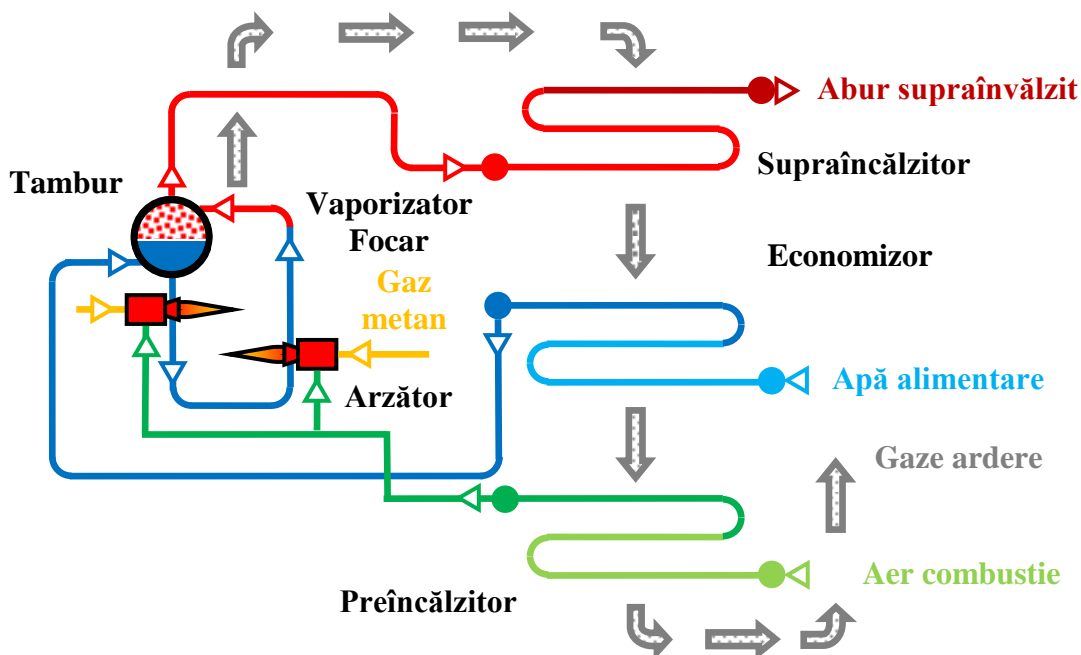 Abur supraînvălzit
Supraîncălzitor
Tambur
Vaporizator
Focar
Economizor
Gaz
metan
Apă alimentare
Arzător
Gaze ardere
Aer combustie
Preîncălzitor